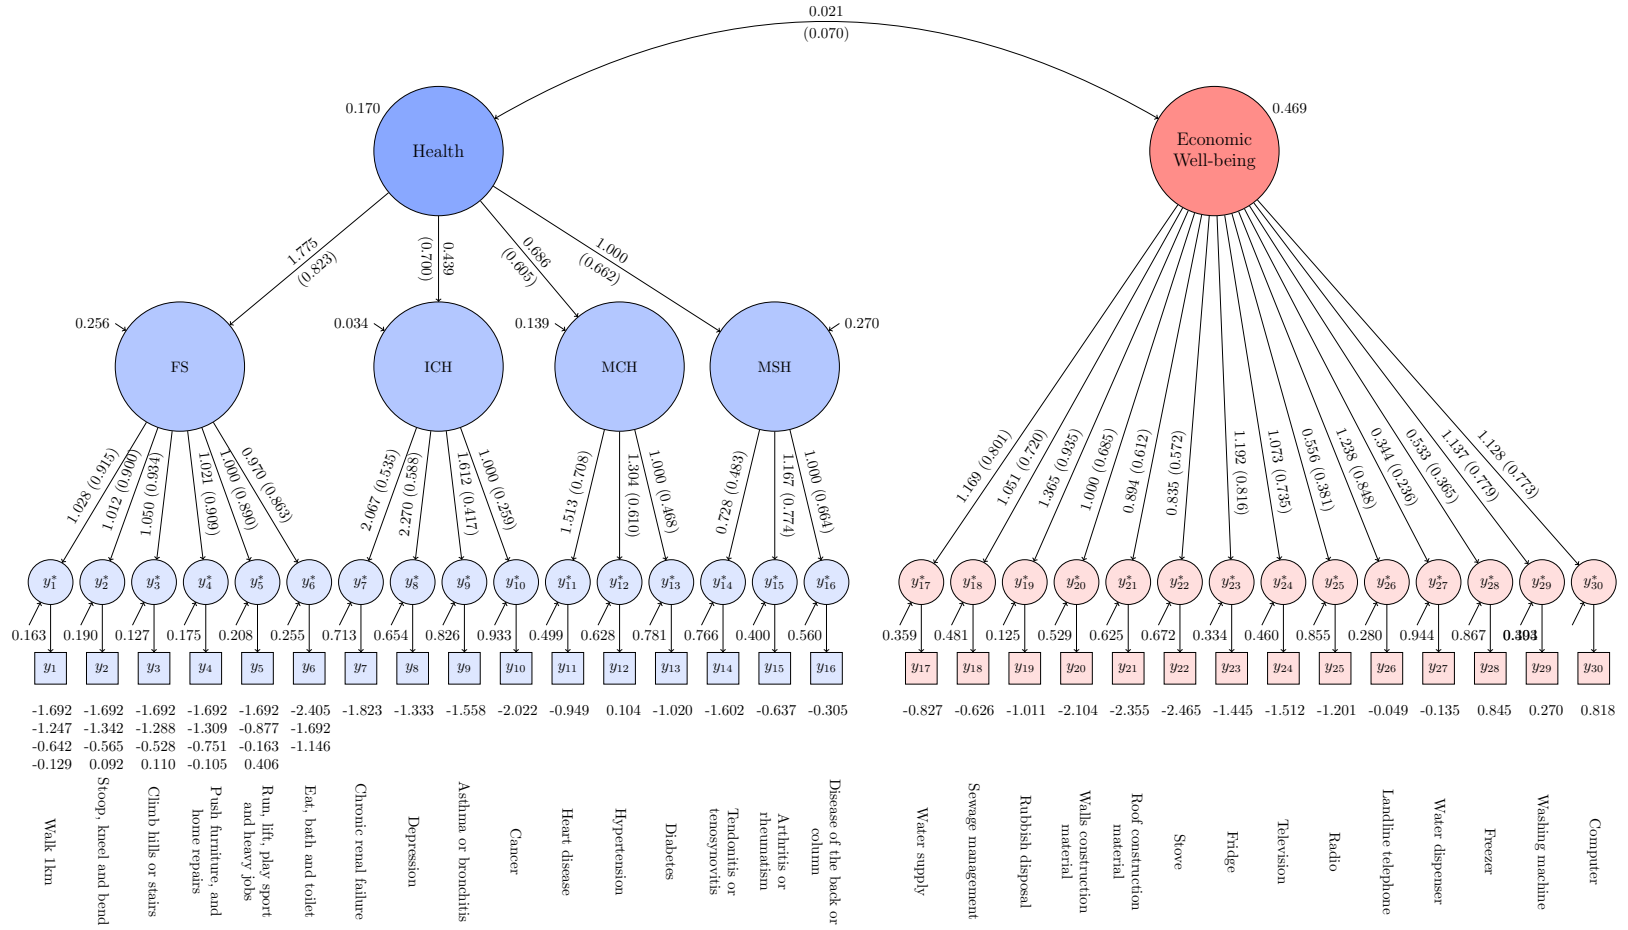 0.021
(0.070)
0.170
0.469
Health
Economic
Well-being
1.775
(0.823)
0.439
(0.700)
0.686
(0.605)
1.000
(0.662)
0.256
0.034
0.139
0.270
FS
ICH
MCH
MSH
1.028 (0.915)
1.012 (0.900)
1.050 (0.934)
1.021 (0.909)
1.000 (0.890)
0.970 (0.863)
2.067 (0.535)
2.270 (0.588)
1.612 (0.417)
1.000 (0.259)
1.513 (0.708)
1.304 (0.610)
1.000 (0.468)
0.728 (0.483)
1.167 (0.774)
1.000 (0.664)
1.169 (0.801)
1.051 (0.720)
1.365 (0.935)
1.000 (0.685)
0.894 (0.612)
0.835 (0.572)
1.192 (0.816)
1.073 (0.735)
0.556 (0.381)
1.238 (0.848)
0.344 (0.236)
0.533 (0.365)
1.137 (0.779)
1.128 (0.773)
y*1 y*2 y*3 y*4 y*5 y*6 y*7 y*8 y*9 y*10 y*11 y*12 y*13 y*14 y*15 y*16 y*17 y*18 y*19 y*20 y*21 y*22 y*23 y*24 y*25 y*26 y*27 y*28 y*29 y*30
0.163 0.190 0.127 0.175 0.208 0.255 0.713 0.654 0.826 0.933 0.499 0.628 0.781 0.766 0.400 0.560 0.359 0.481 0.125 0.529 0.625 0.672 0.334 0.460 0.855 0.280 0.944 0.867
y1 y2 y3 y4 y5 y6 y7 y8 y9 y10 y11 y12 y13 y14 y15 y16 y17 y18 y19 y20 y21 y22 y23 y24 y25 y26 y27 y28 y29 y30
-1.692 -1.692 -1.692 -1.692 -1.692 -2.405 -1.823 -1.333 -1.558 -2.022 -0.949 0.104 -1.020 -1.602 -0.637 -0.305 -0.827 -0.626 -1.011 -2.104 -2.355 -2.465 -1.445 -1.512 -1.201 -0.049 -0.135 0.845 0.270 0.818
-1.247 -1.342 -1.288 -1.309 -0.877 -1.692
-0.642 -0.565 -0.528 -0.751 -0.163 -1.146
-0.129 0.092 0.110 -0.105 0.406
Walk 1km
Stoop, kneel and bend
Climb hills or stairs
Push furniture, and
home repairs
Run, lift, play sport
and heavy jobs
Eat, bath and toilet
Chronic renal failure
Depression
Asthma or bronchitis
Cancer
Heart disease
Hypertension
Diabetes
Tendonitis or
tenosynovitis
Arthritis or
rheumatism
Disease of the back or
column
Water supply
Sewage management
Rubbish disposal
Walls construction
material
Roof construction
material
Stove
Fridge
Television
Radio
Landline telephone
Water dispenser
Freezer
Washing machine
Computer